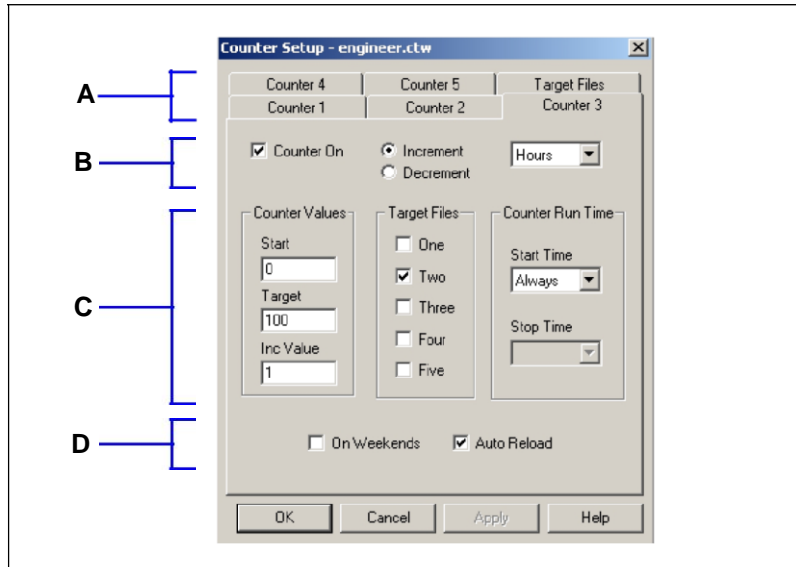 Counter Setup - engineer.ctw
A
Counter 4 Counter 5 Target Files
Counter 1 Counter 2 Counter 3
B
Counter On Increment Hours
Decrement
C
Counter Values Target Files Counter Run Time
Start One Start Time
0 Two Always
Target Three Stop Time
100 Four
Inc Value Five
1
D
On Weekends Auto Reload
OK Cancel Apply Help